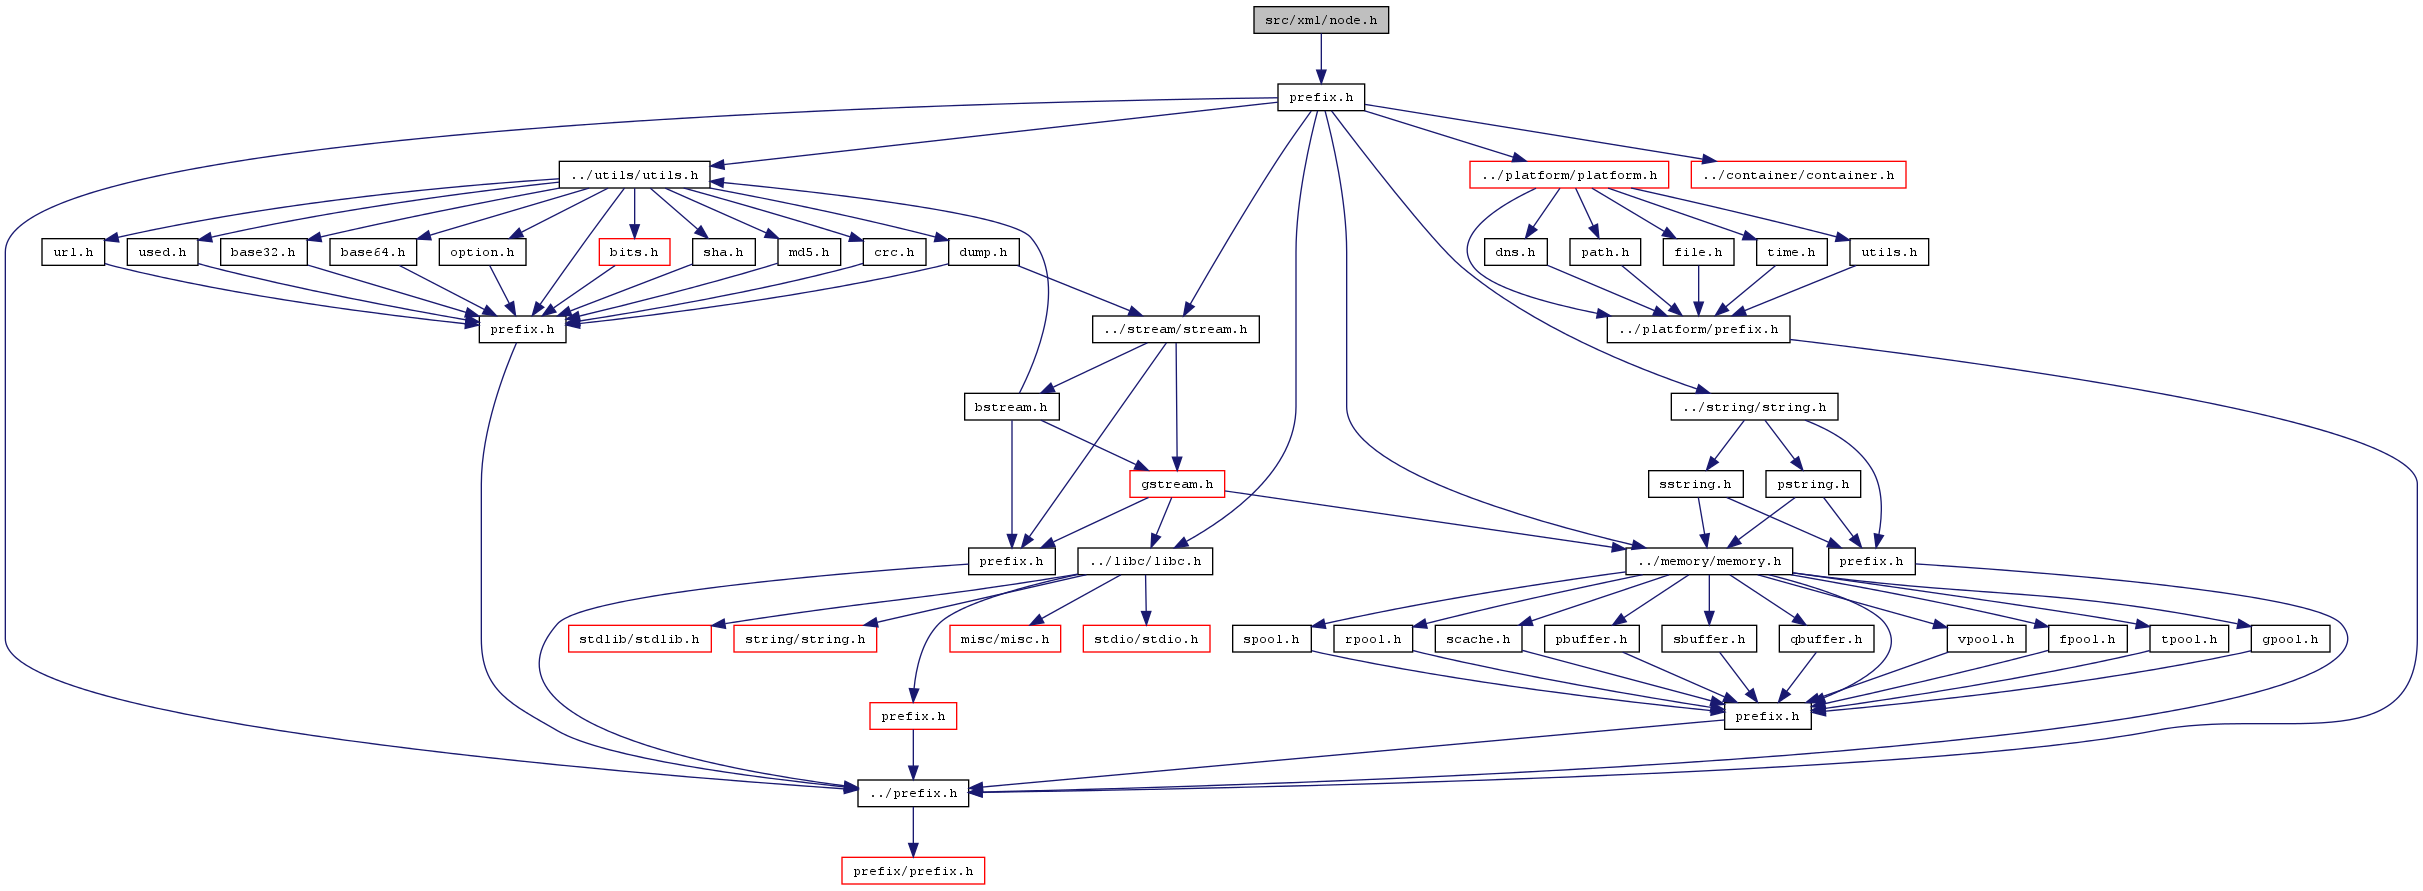 src/xml/node.h
prefix.h
../utils/utils.h
../platform/platform.h
../container/container.h
url.h
used.h
base32.h
base64.h
option.h
bits.h
sha.h
md5.h
crc.h
dump.h
dns.h
path.h
file.h
time.h
utils.h
prefix.h
../stream/stream.h
../platform/prefix.h
bstream.h
../string/string.h
gstream.h
sstring.h
pstring.h
prefix.h
../libc/libc.h
../memory/memory.h
prefix.h
stdlib/stdlib.h
string/string.h
misc/misc.h
stdio/stdio.h
spool.h
rpool.h
scache.h
pbuffer.h
sbuffer.h
qbuffer.h
vpool.h
fpool.h
tpool.h
gpool.h
prefix.h
prefix.h
../prefix.h
prefix/prefix.h